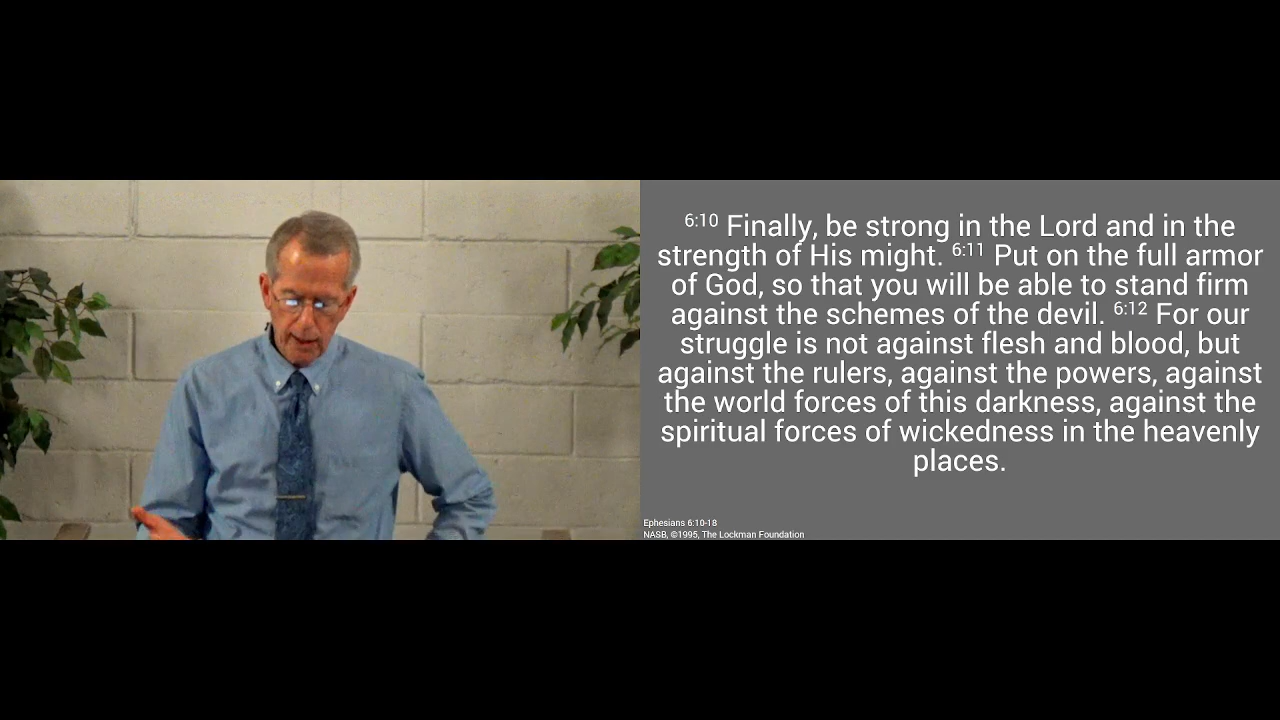 6:10 Finally, be strong in the Lord and in the
strength of His might. 6:11 Put on the full armor
of God, so that you will be able to stand firm
against the schemes of the devil. 6:12 For our
struggle is not against flesh and blood, but
against the rulers, against the powers, against
the world forces of this darkness, against the
spiritual forces of wickedness in the heavenly
places.
Ephesians 6:10-18
NASB, ©1995, The Lockman Foundation